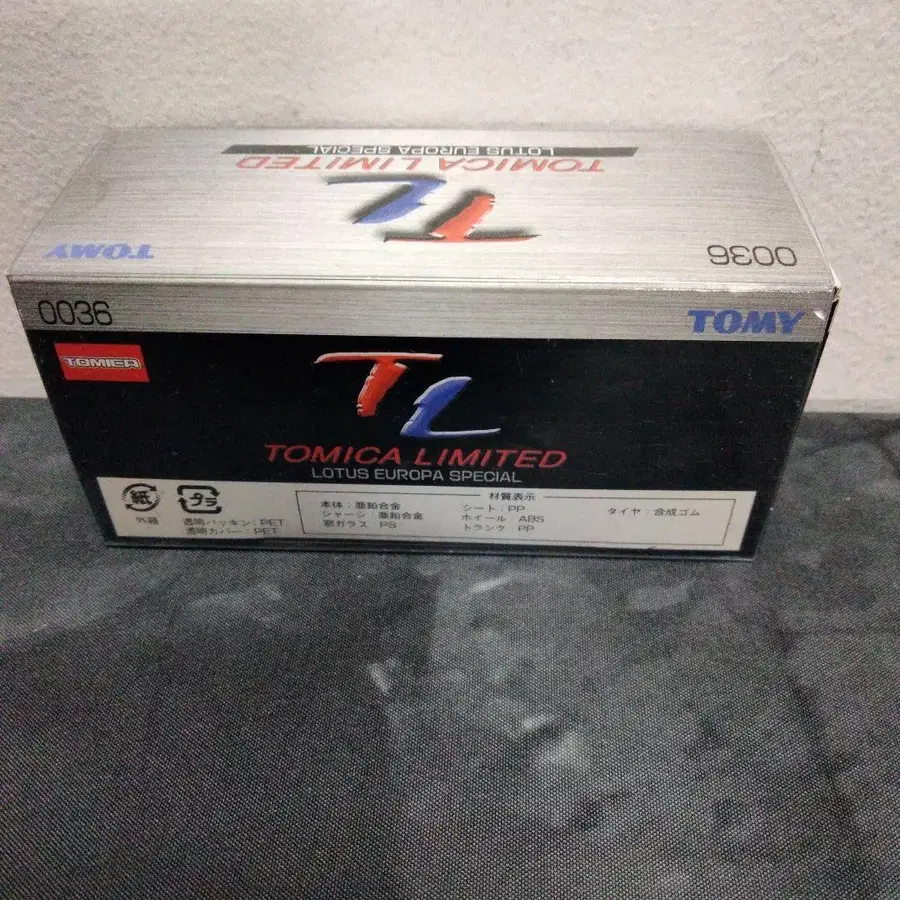 LOTUS EUROPA SPECIAL
TOMICA LIMITED
TL
TOMY
0036
0036
TOMY
TOMICA
TL
TOMICA LIMITED
LOTUS EUROPA SPECIAL
紙
外箱
プラ
透明パッキン:PET
透明カバー:PET
材質表示
本体:亜鉛合金
シャーシ:亜鉛合金
窓ガラス:PS
シート:PP
ホイール:ABS
トランク:PP
タイヤ:合成ゴム